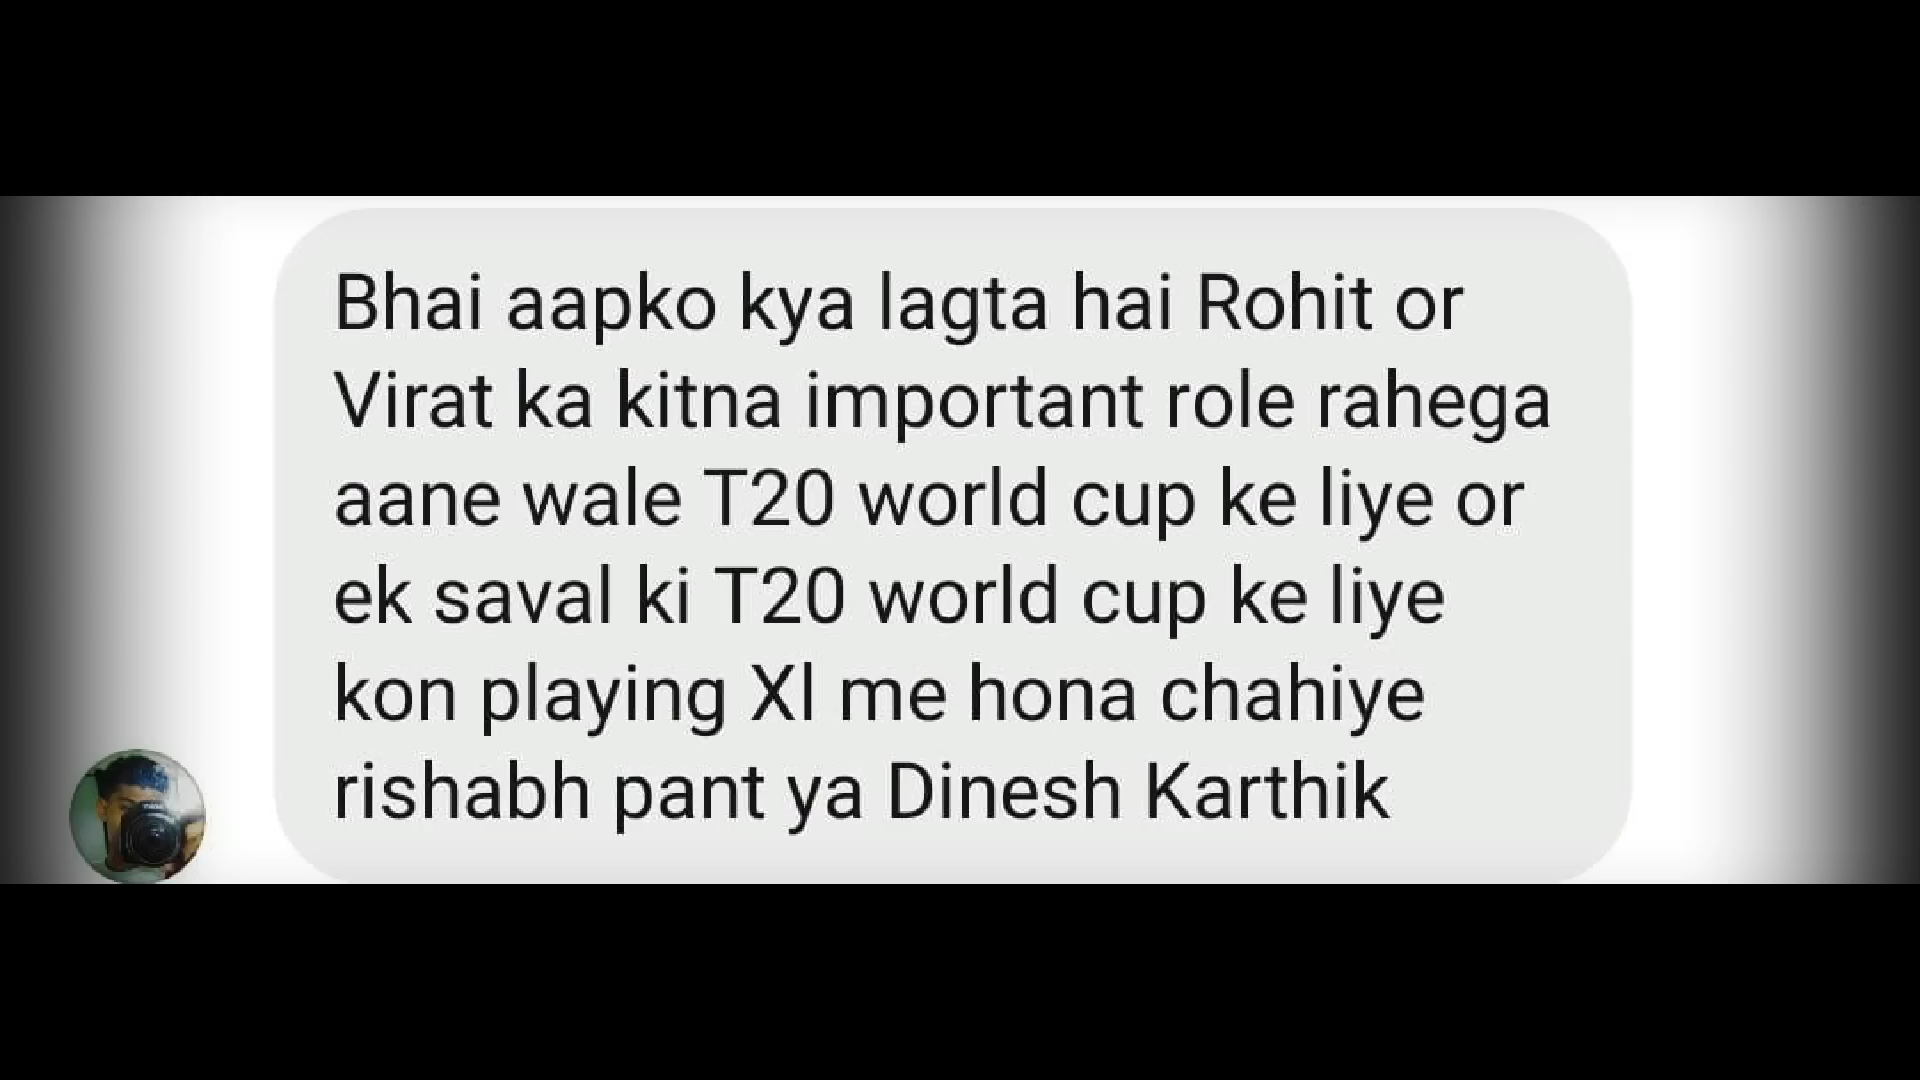 Bhai aapko kya lagta hai Rohit or
Virat ka kitna important role rahega
aane wale T20 world cup ke liye or
ek saval ki T20 world cup ke liye
kon playing Xl me hona chahiye
rishabh pant ya Dinesh Karthik